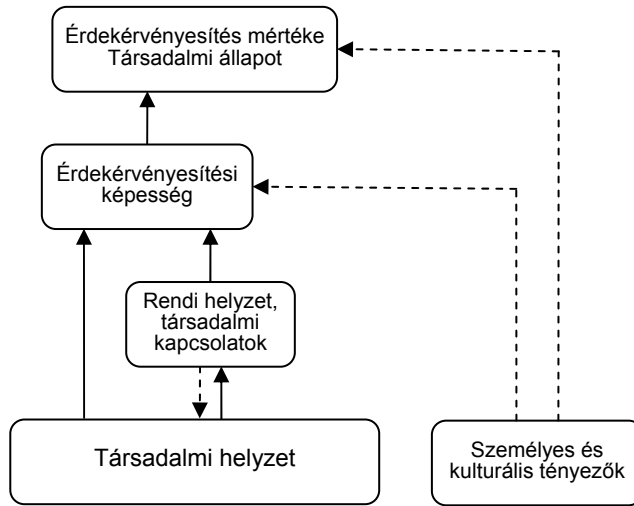 Érdekérvényesítés mértéke
Társadalmi állapot
Érdekérvényesítési
képesség
Rendi helyzet,
társadalmi
kapcsolatok
Társadalmi helyzet
Személyes és
kulturális tényezők